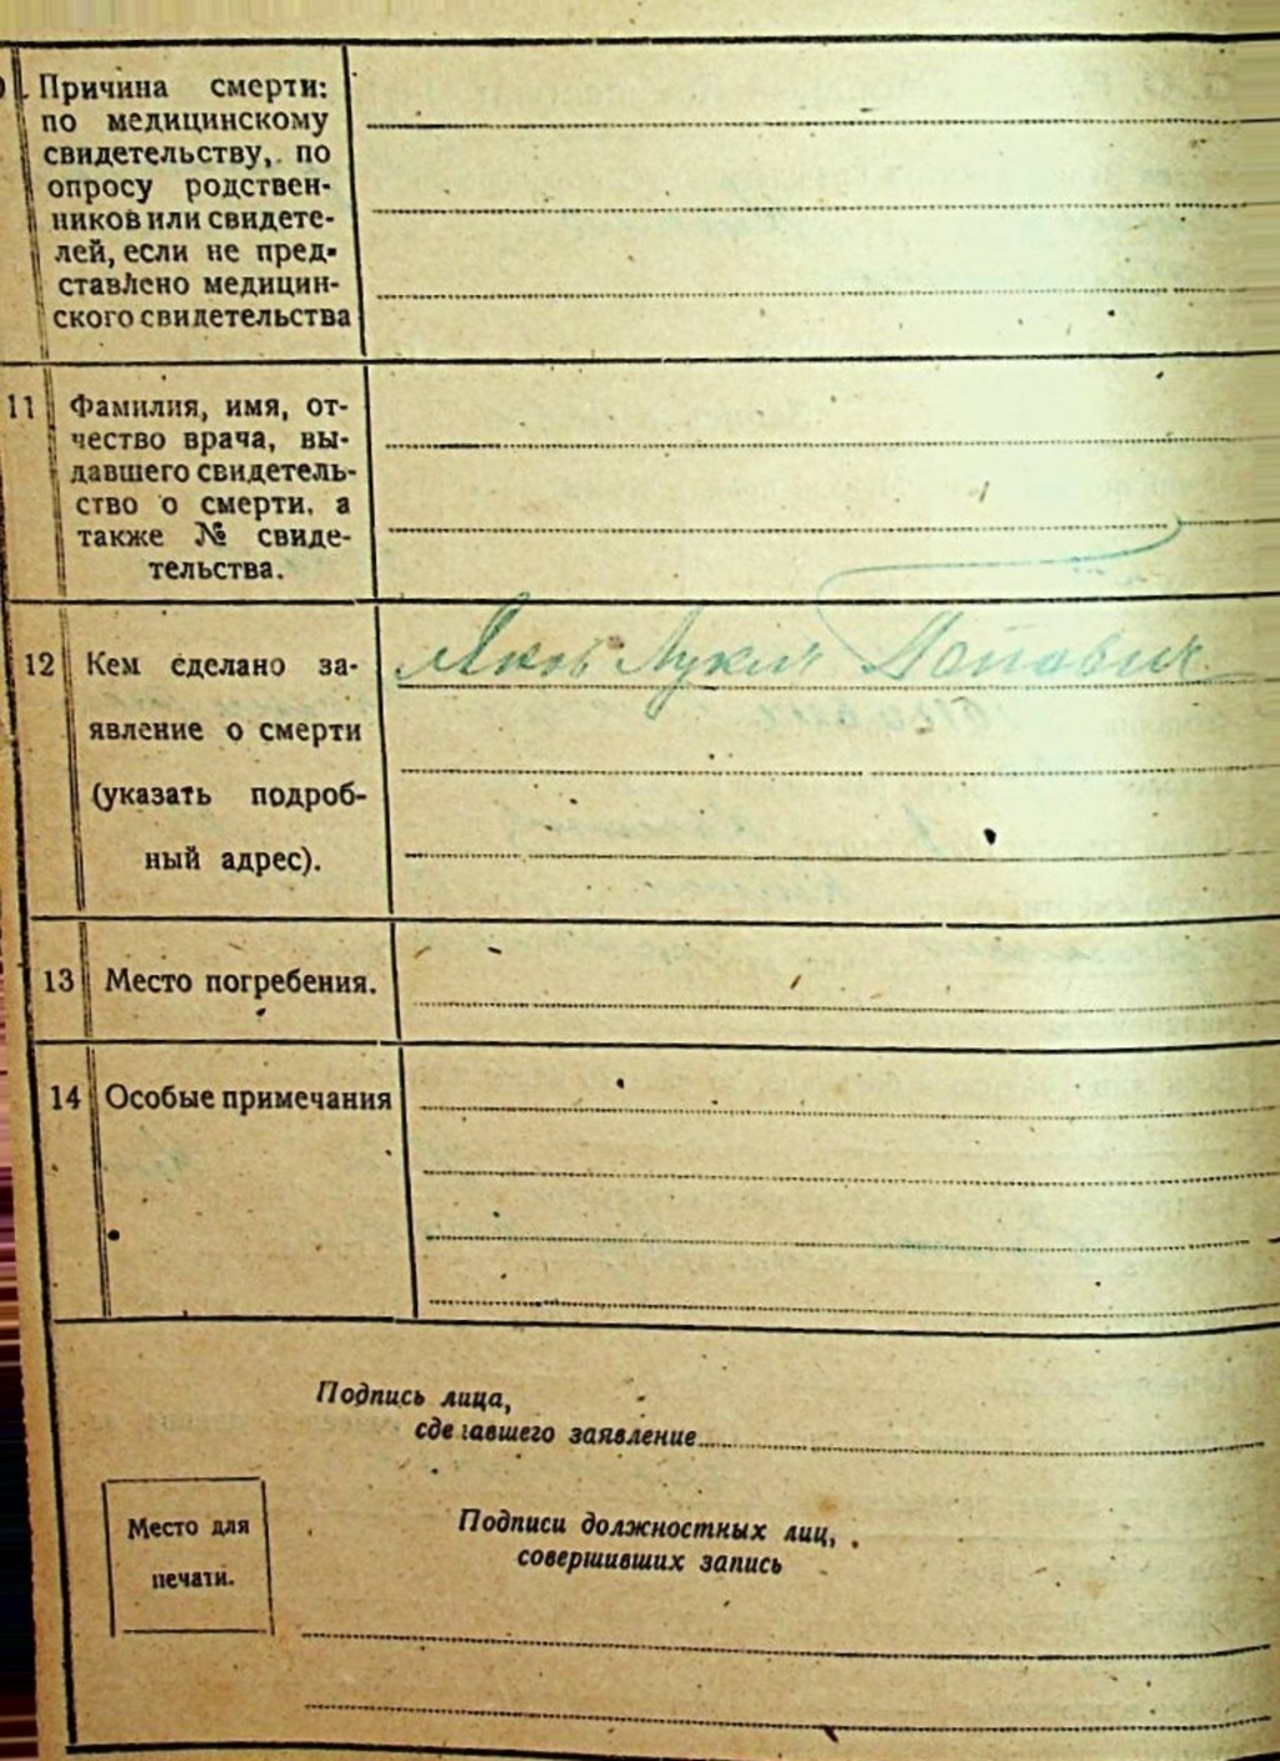 Причина смерти:
по медицинскому
свидетельству, по
опросу родствен-
ников или свидете-
лей, если не пред-
ставлено медицин-
ского свидетельства
11 Фамилия, имя, от-
чество врача, вы-
давшего свидетель-
ство о смерти, а
также № свиде-
тельства.
12 Кем сделано за-
явление о смерти
(указать подроб-
ный адрес).
Яков Лукич Попович
13 Место погребения.
14 Особые примечания
Подпись лица,
сделавшего заявление
Место для
печати.
Подписи должностных лиц,
совершивших запись